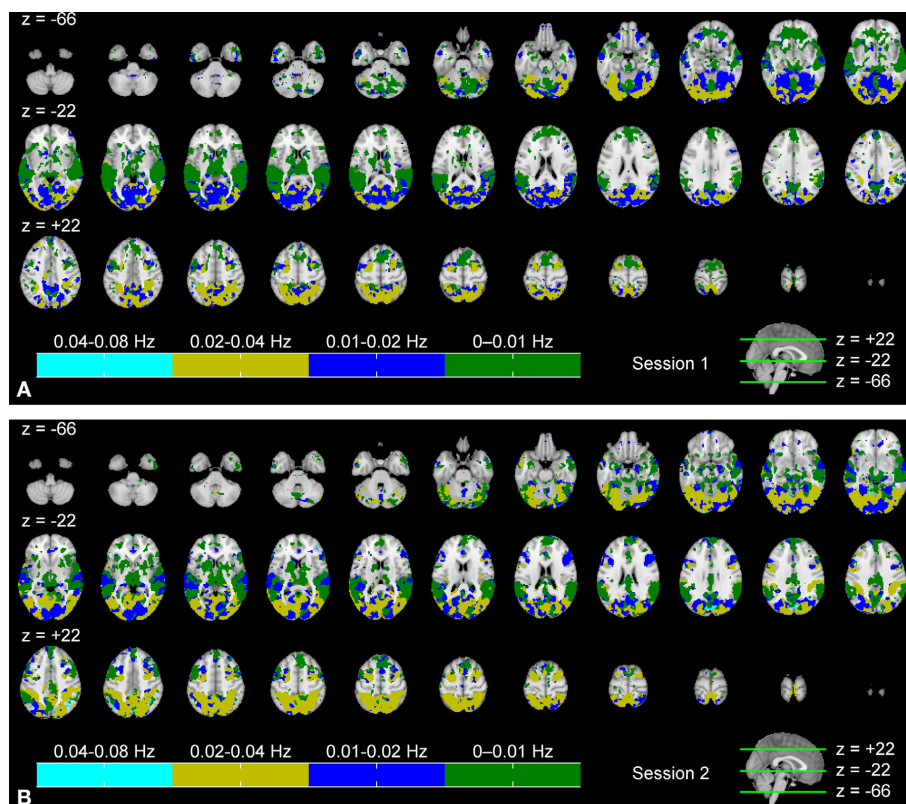 z = -66
z = -22
z = +22
0.04-0.08 Hz 0.02-0.04 Hz 0.01-0.02 Hz 0–0.01 Hz
Session 1
z = +22
z = -22
z = -66
A
z = -66
z = -22
z = +22
0.04-0.08 Hz 0.02-0.04 Hz 0.01-0.02 Hz 0–0.01 Hz
Session 2
z = +22
z = -22
z = -66
B